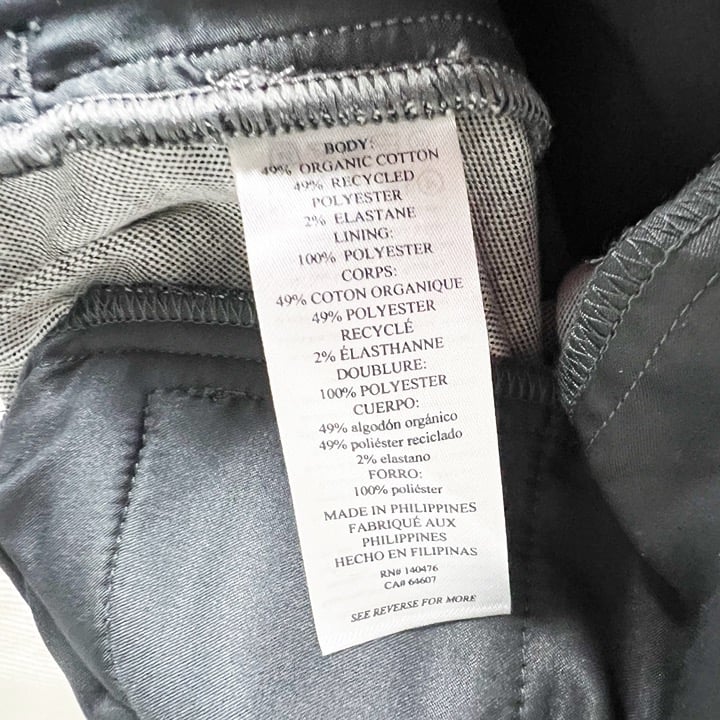 BODY:
49% ORGANIC COTTON
49% RECYCLED
POLYESTER
2% ELASTANE
LINING:
100% POLYESTER
CORPS:
49% COTON ORGANIQUE
49% POLYESTER
RECYCLÉ
2% ÉLASTHANNE
DOUBLURE:
100% POLYESTER
CUERPO:
49% algodón orgánico
49% poliéster reciclado
2% elastano
FORRO:
100% poliéster
MADE IN PHILIPPINES
FABRIQUÉ AUX
PHILIPPINES
HECHO EN FILIPINAS
RN# 140476
CA# 64607
SEE REVERSE FOR MORE